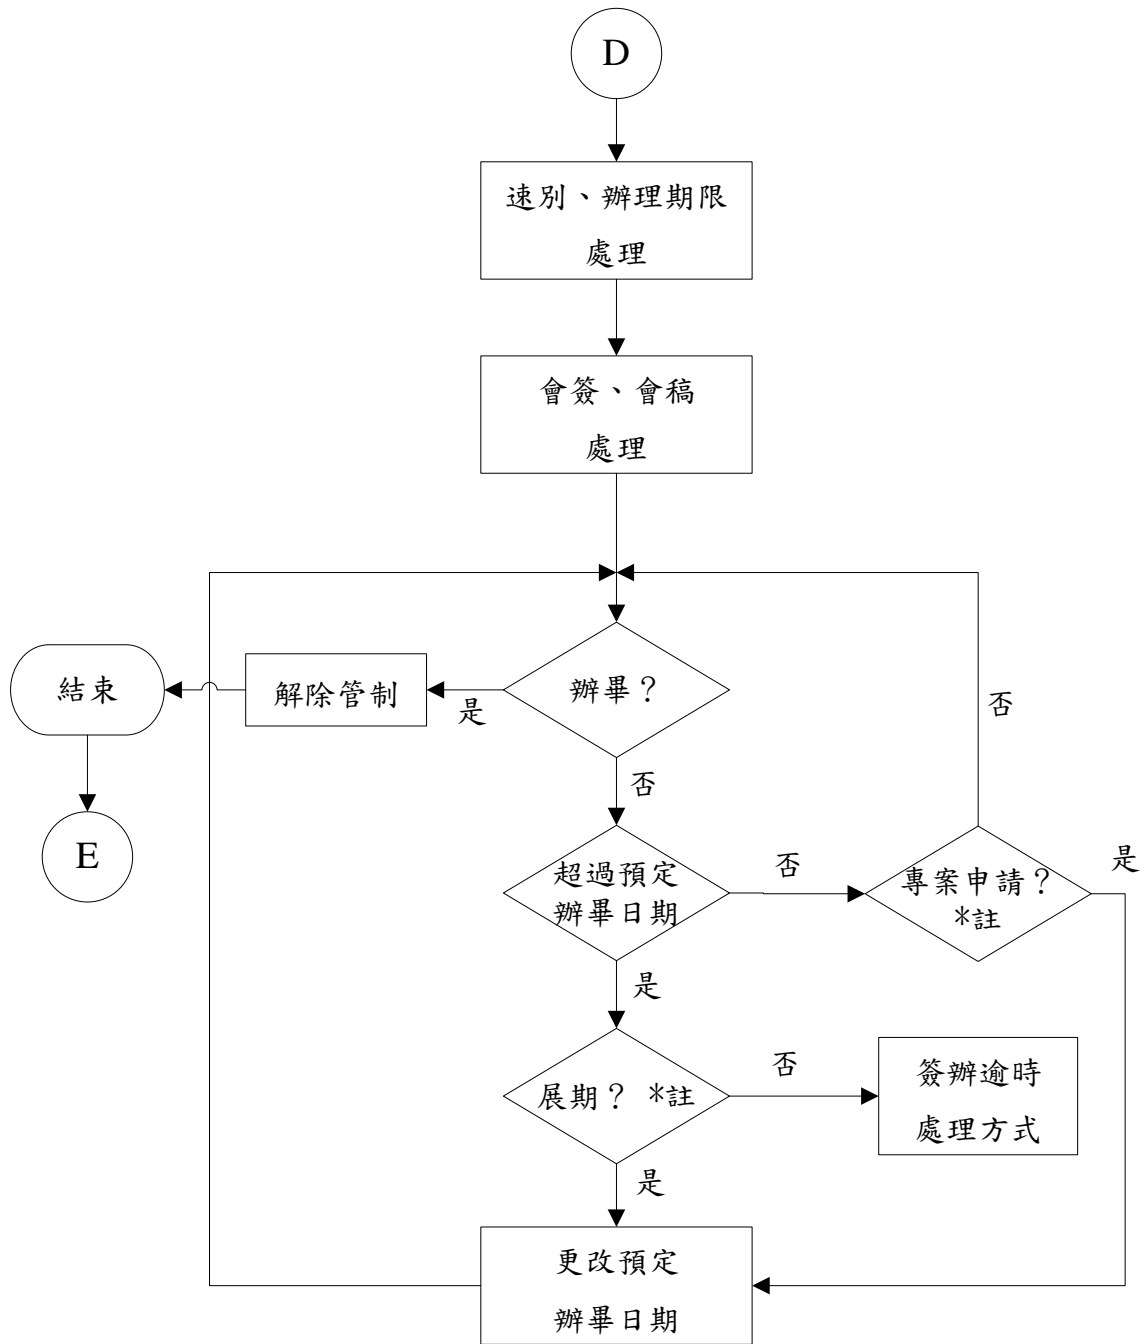 D
速別、辦理期限
處理
會簽、會稿
處理
結束
解除管制
是
辦畢？
否
否
E
超過預定
辦畢日期
否
專案申請？
*註
是
是
展期？ *註
否
簽辦逾時
處理方式
是
更改預定
辦畢日期